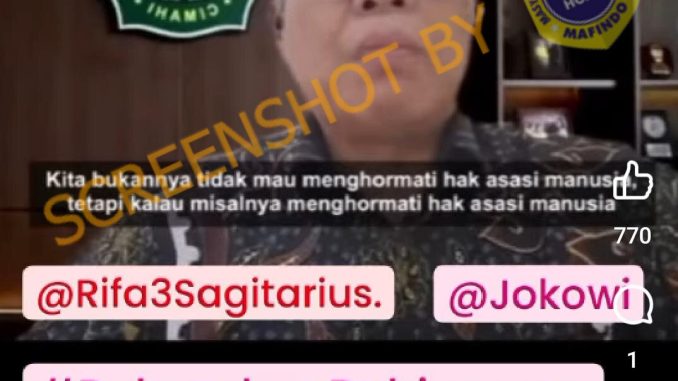 CIMAHI
MAFINDO
SCREENSHOT BY
Kita bukannya tidak mau menghormati hak asasi manusia,
tetapi kalau misalnya menghormati hak asasi manusia
770
@Rifa3Sagitarius.
@Jokowi
1